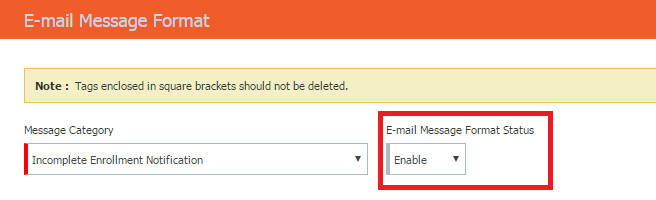 E-mail Message Format
Note : Tags enclosed in square brackets should not be deleted.
Message Category
E-mail Message Format Status
Incomplete Enrollment Notification
Enable